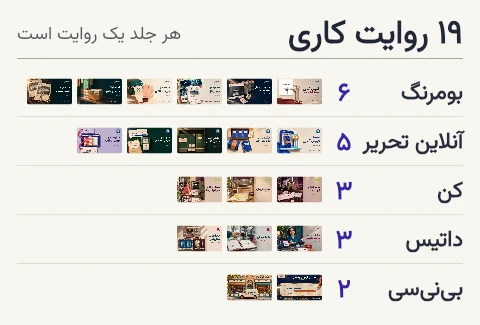 ۱۹ روایت کاری
هر جلد یک روایت است
بومرنگ ۶
آنلاین تحریر ۵
کن ۳
داتیس ۳
بی‌نی‌سی ۲